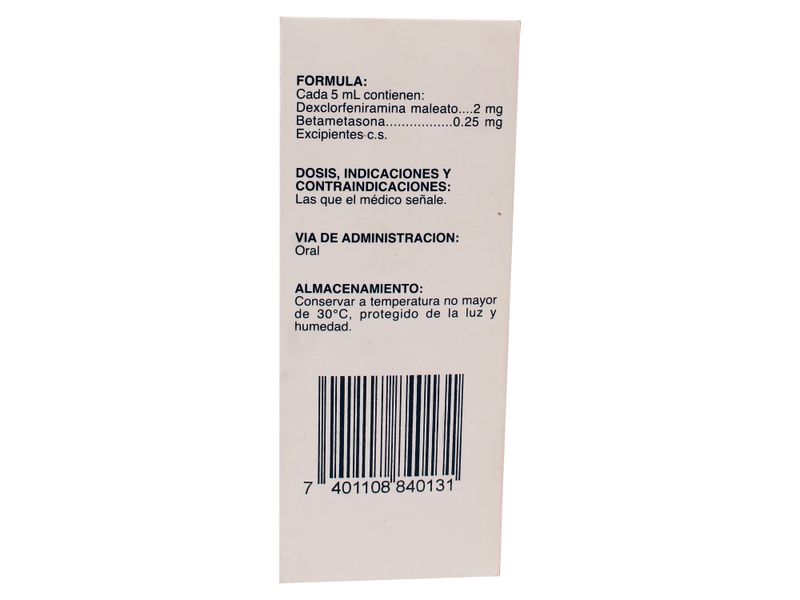 FORMULA:
Cada 5 mL contienen:
Dexclorfeniramina maleato....2 mg
Betametasona.................0.25 mg
Excipientes c.s.
DOSIS, INDICACIONES Y
CONTRAINDICACIONES:
Las que el médico señale.
VIA DE ADMINISTRACION:
Oral
ALMACENAMIENTO:
Conservar a temperatura no mayor
de 30°C, protegido de la luz y
humedad.
7 401108 840131